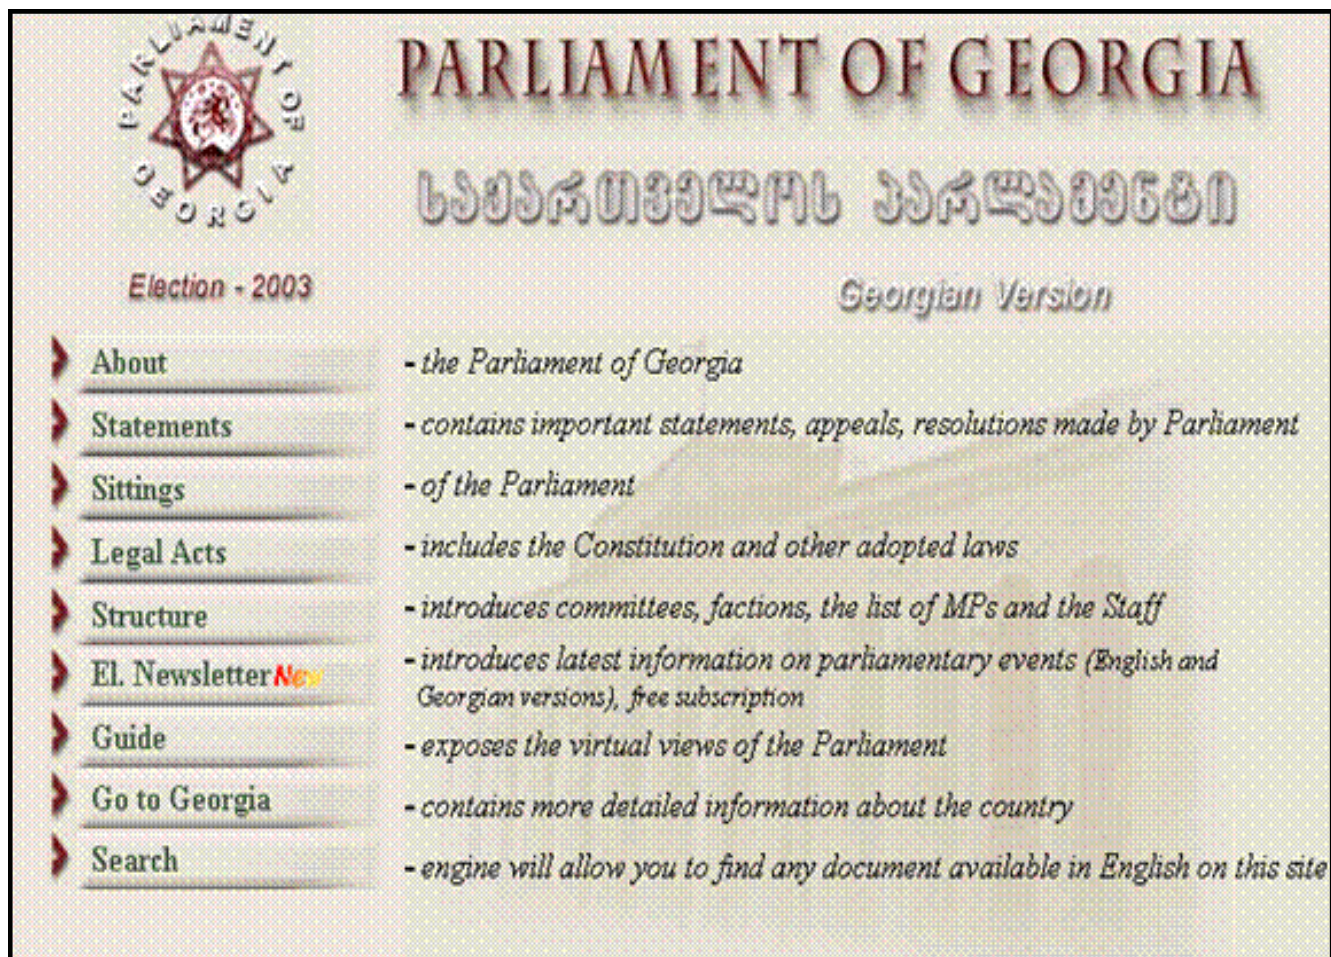 PARLIAMENT OF GEORGIA
PARLIAMENT OF GEORGIA
საქართველოს პარლამენტი
Election - 2003
Georgian Version
About - the Parliament of Georgia
Statements - contains important statements, appeals, resolutions made by Parliament
Sittings - of the Parliament
Legal Acts - includes the Constitution and other adopted laws
Structure - introduces committees, factions, the list of MPs and the Staff
El. Newsletter New - introduces latest information on parliamentary events (English and
Georgian versions), free subscription
Guide - exposes the virtual views of the Parliament
Go to Georgia - contains more detailed information about the country
Search - engine will allow you to find any document available in English on this site